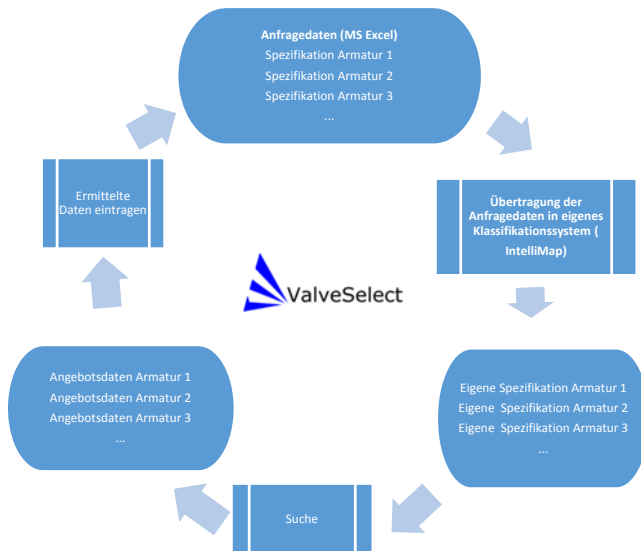 Anfragedaten (MS Excel)
Spezifikation Armatur 1
Spezifikation Armatur 2
Spezifikation Armatur 3
...
Übertragung der
Anfragedaten in eigenes
Klassifikationssystem (
IntelliMap)
Eigene Spezifikation Armatur 1
Eigene  Spezifikation Armatur 2
Eigene  Spezifikation Armatur 3
...
Suche
Angebotsdaten Armatur 1
Angebotsdaten Armatur 2
Angebotsdaten Armatur 3
...
Ermittelte
Daten eintragen
ValveSelect